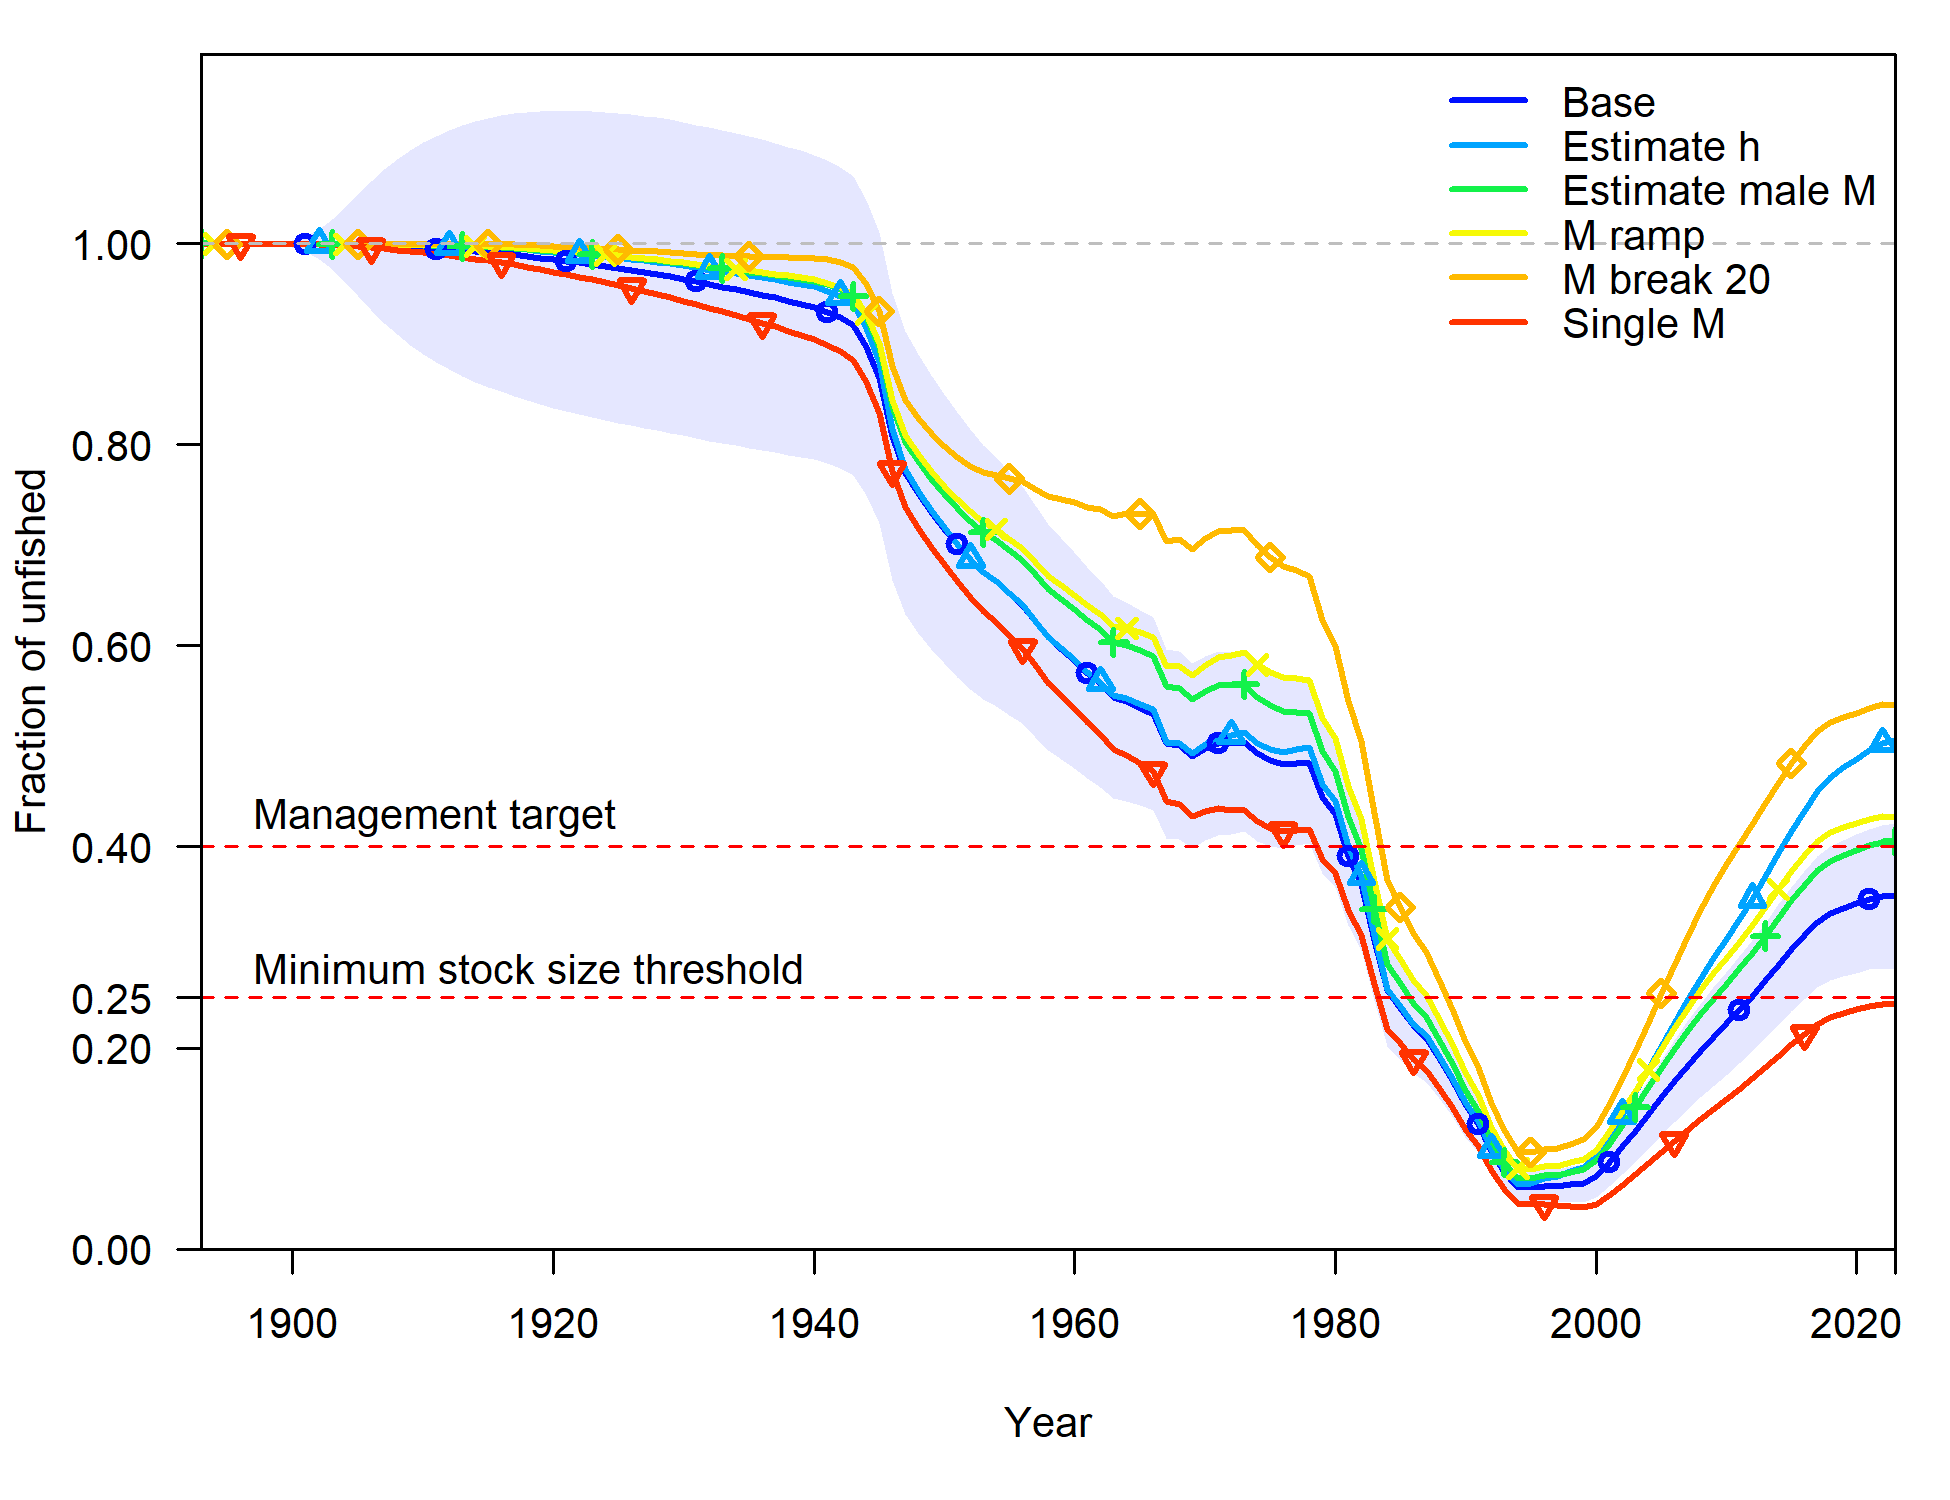 Base
Estimate h
Estimate male M
M ramp
M break 20
Single M
1.00
0.80
0.60
0.40
0.25
0.20
0.00
Fraction of unfished
Management target
Minimum stock size threshold
1900 1920 1940 1960 1980 2000 2020
Year